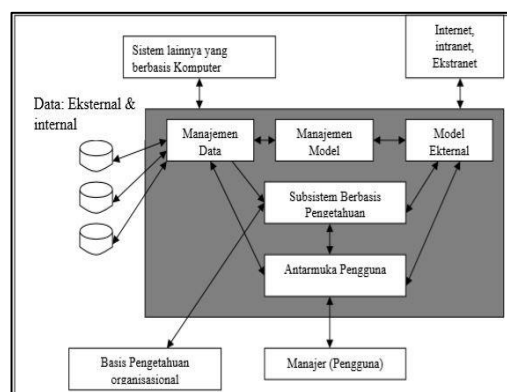 Sistem lainnya yang
berbasis Komputer
Internet,
intranet,
Ekstranet
Data: Eksternal &
internal
Manajemen
Data
Manajemen
Model
Model
Ekternal
Subsistem Berbasis
Pengetahuan
Antarmuka Pengguna
Basis Pengetahuan
organisasional
Manajer (Pengguna)